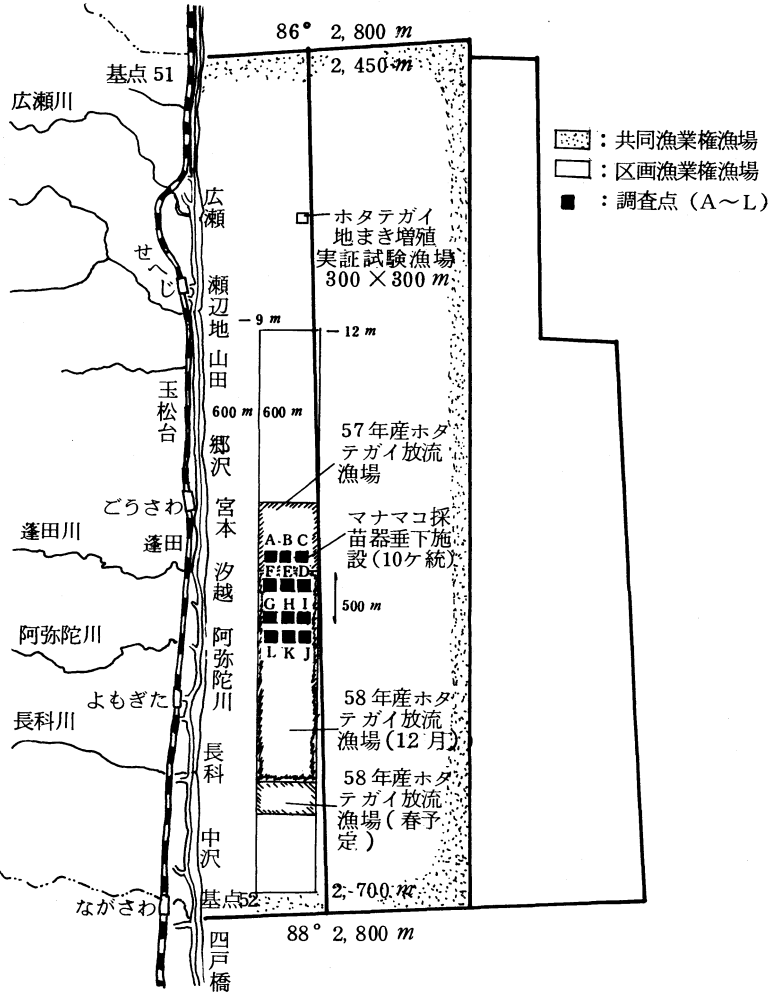 86° 2,800 m
2,450 m
基点51
広瀬川
：共同漁業権漁場
：区画漁業権漁場
：調査点（A～L）
広瀬
ホタテガイ
地まき増殖
実証試験漁場
300×300 m
せへじ
瀬辺地
－9 m
－12 m
山田
玉松台
600 m
600 m
57年産ホタ
テガイ放流
漁場
郷沢
ごうさわ
宮本
マナマコ採
苗器垂下施
設(10ケ統)
A・B C
F E D
G H I
L K J
500 m
蓬田川
蓬田
汐越
阿弥陀川
阿弥陀川
よもぎた
58年産ホタ
テガイ放流
漁場(12月)
長科川
長科
58年産ホタ
テガイ放流
漁場(春予
定)
中沢
ながさわ
基点52
2,700 m
88° 2,800 m
四戸橋